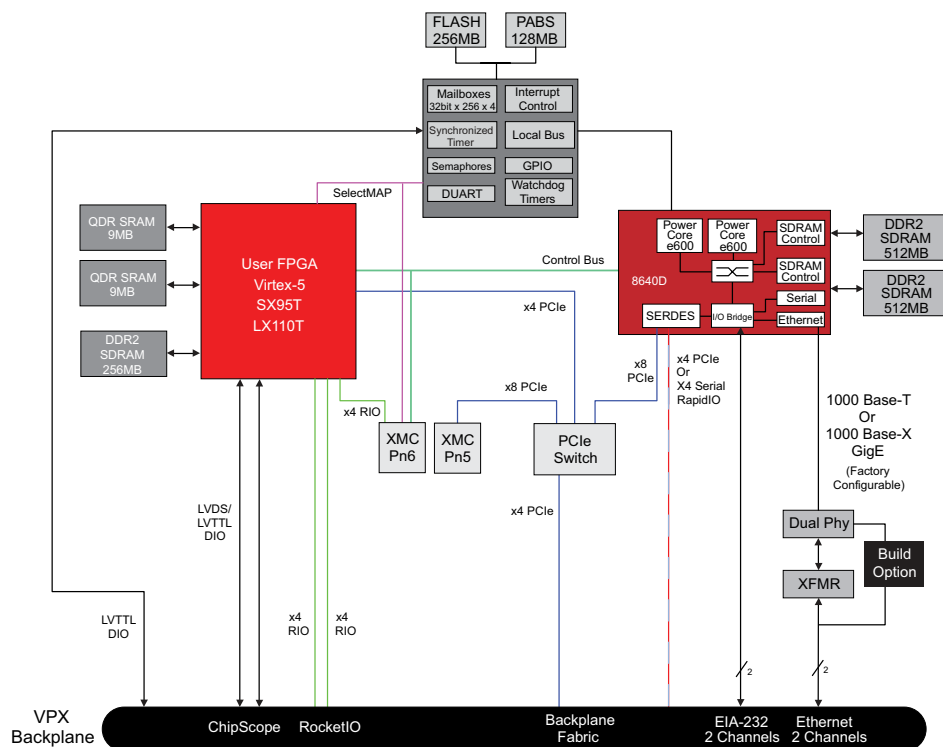 FLASH
256MB
PABS
128MB
Mailboxes
32bit x 256 x 4
Interrupt
Control
Synchronized
Timer
Local Bus
Semaphores
GPIO
DUART
Watchdog
Timers
SelectMAP
QDR SRAM
9MB
QDR SRAM
9MB
DDR2
SDRAM
256MB
User FPGA
Virtex-5
SX95T
LX110T
Control Bus
x4 PCIe
Power
Core
e600
Power
Core
e600
SDRAM
Control
SDRAM
Control
8640D
SERDES
I/O Bridge
Serial
Ethernet
DDR2
SDRAM
512MB
DDR2
SDRAM
512MB
x8
PCIe
x4 PCIe
Or
X4 Serial
RapidIO
x8 PCIe
x4 RIO
XMC
Pn6
XMC
Pn5
PCIe
Switch
1000 Base-T
Or
1000 Base-X
GigE
(Factory
Configurable)
LVDS/
LVTTL
DIO
x4 PCIe
Dual Phy
Build
Option
XFMR
LVTTL
DIO
x4
RIO
x4
RIO
2
2
VPX
Backplane
ChipScope
RocketIO
Backplane
Fabric
EIA-232
2 Channels
Ethernet
2 Channels